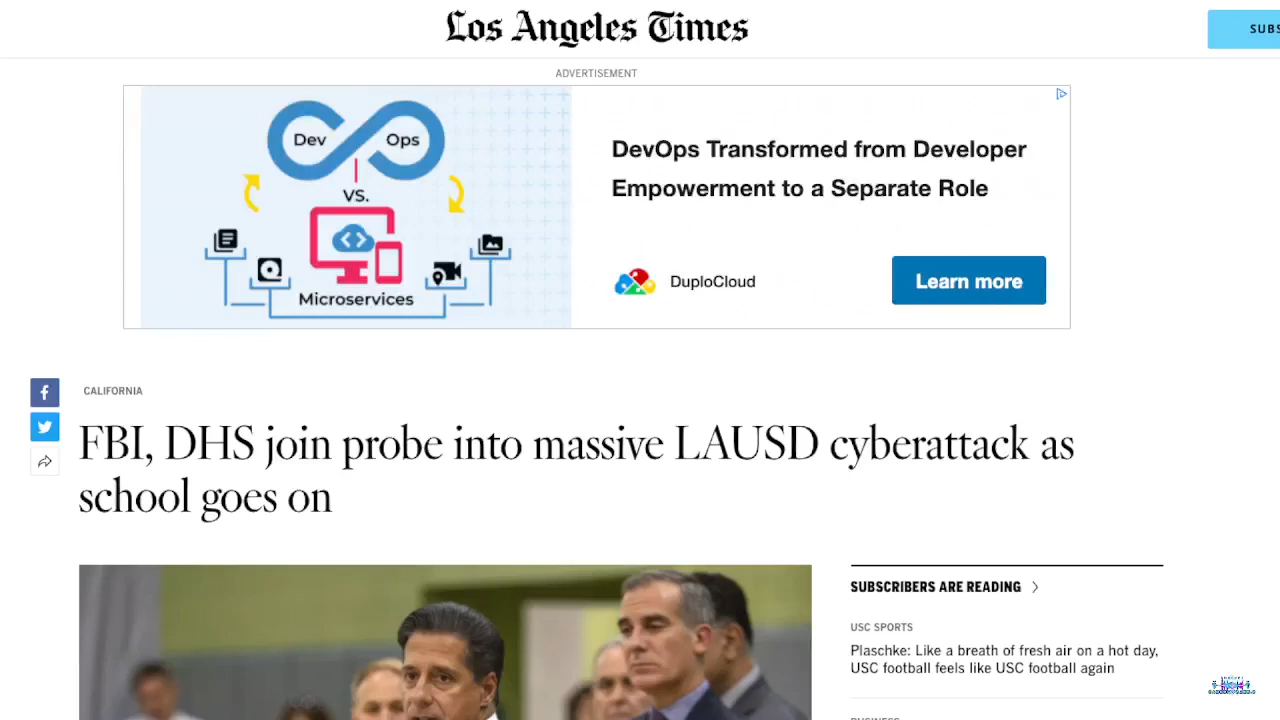 Los Angeles Times
SUBS
ADVERTISEMENT
Dev
Ops
VS.
Microservices
DevOps Transformed from Developer
Empowerment to a Separate Role
DuploCloud
Learn more
CALIFORNIA
FBI, DHS join probe into massive LAUSD cyberattack as
school goes on
SUBSCRIBERS ARE READING
USC SPORTS
Plaschke: Like a breath of fresh air on a hot day,
USC football feels like USC football again